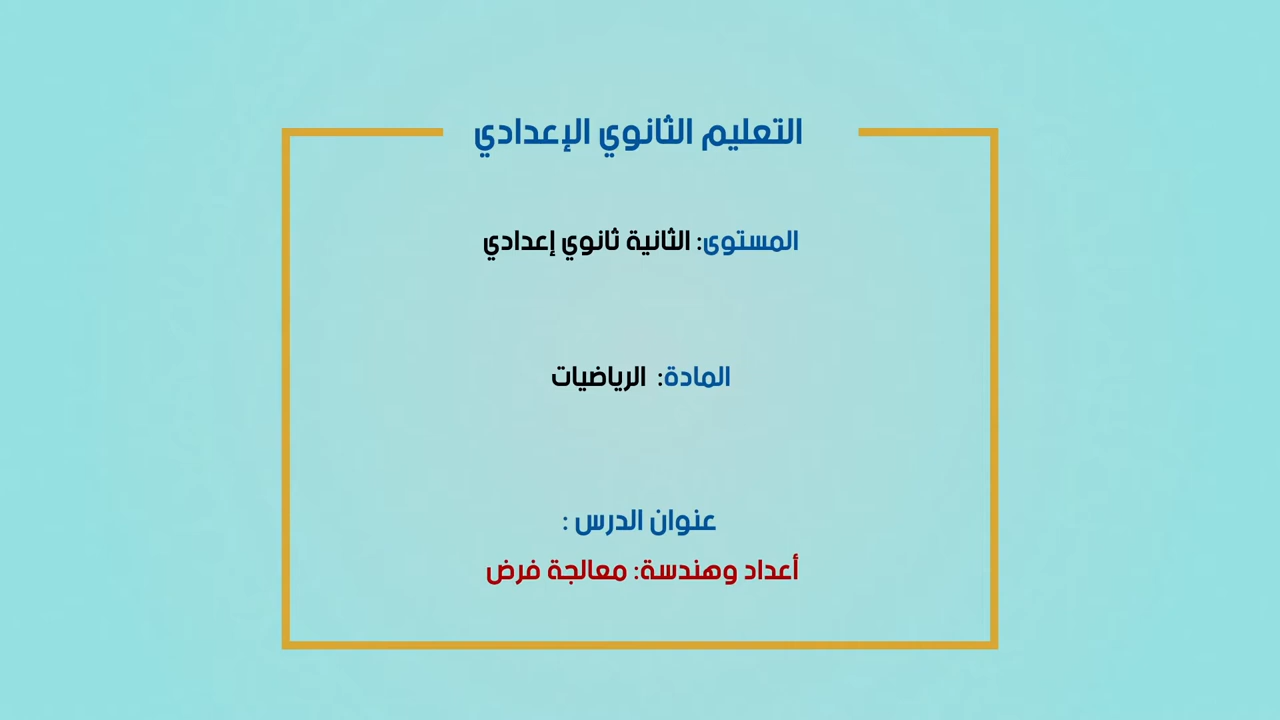 التعليم الثانوي الإعدادي
المستوى: الثانية ثانوي إعدادي
المادة: الرياضيات
عنوان الدرس :
أعداد وهندسة: معالجة فرض